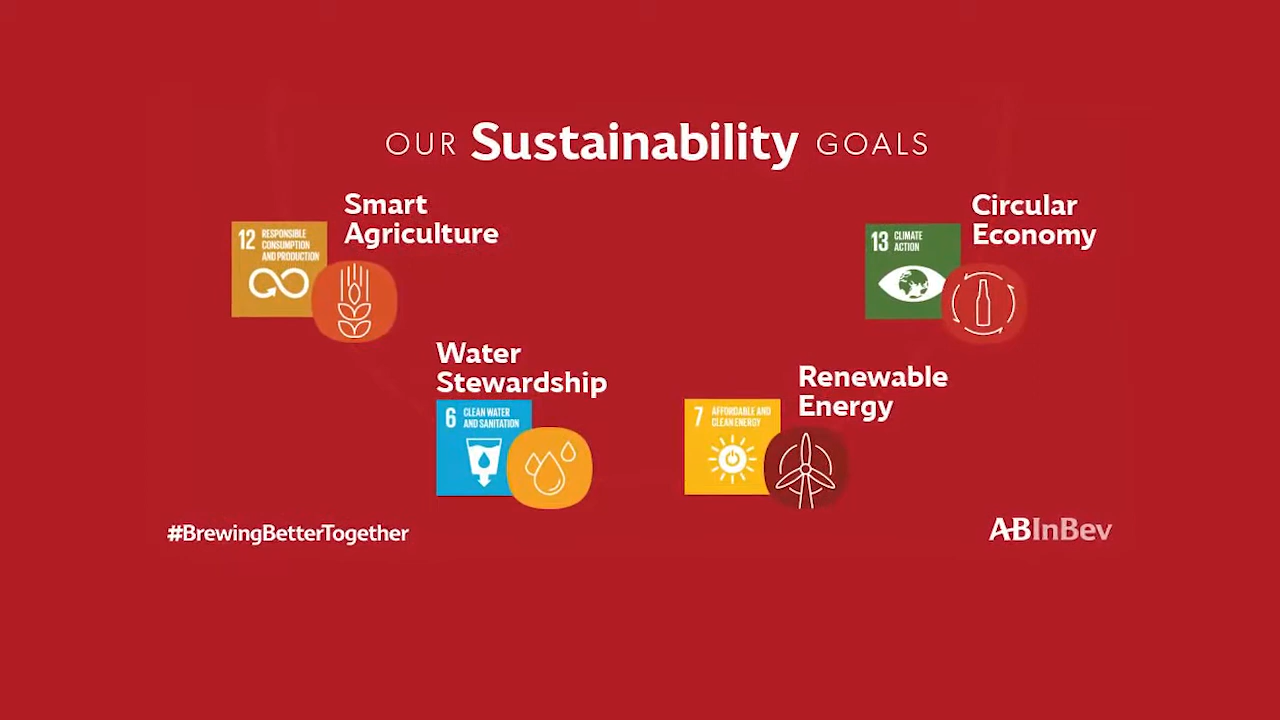 OUR Sustainability GOALS
Smart
Agriculture
12 RESPONSIBLE
CONSUMPTION
AND PRODUCTION
Circular
Economy
13 CLIMATE
ACTION
Water
Stewardship
6 CLEAN WATER
AND SANITATION
Renewable
Energy
7 AFFORDABLE AND
CLEAN ENERGY
#BrewingBetterTogether
ABInBev